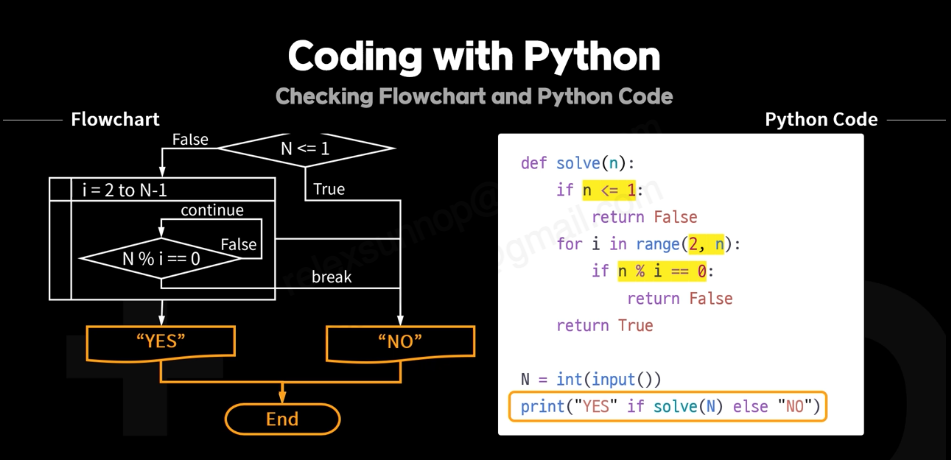 Coding with Python
Checking Flowchart and Python Code
Flowchart
Python Code
False
N <= 1
True
i = 2 to N-1
continue
False
N % i == 0
break
"YES"
"NO"
End
def solve(n):
    if n <= 1:
        return False
    for i in range(2, n):
        if n % i == 0:
            return False
    return True
N = int(input())
print("YES" if solve(N) else "NO")